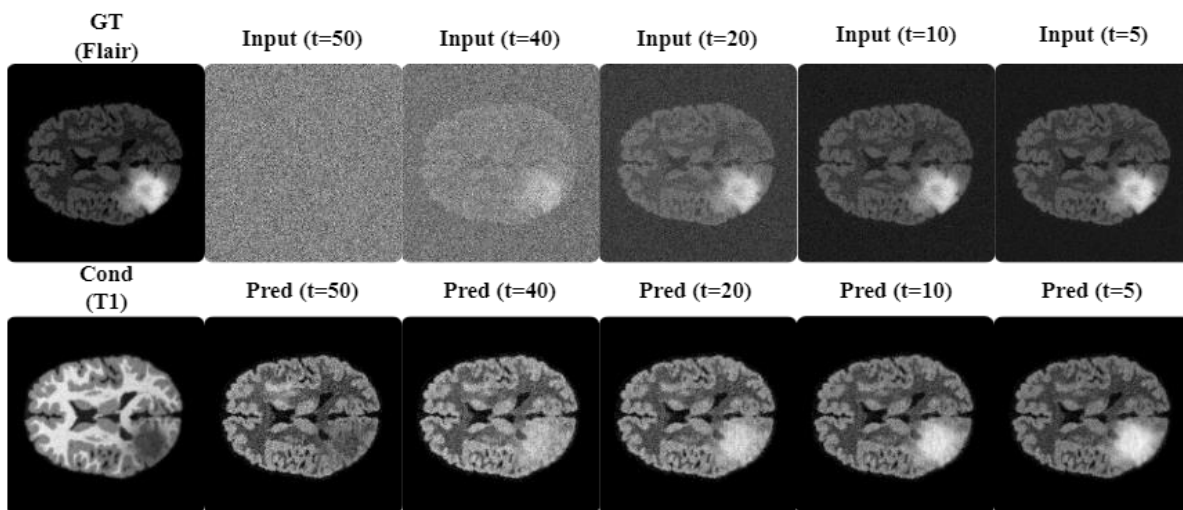 GT
(Flair)
Input (t=50)
Input (t=40)
Input (t=20)
Input (t=10)
Input (t=5)
Cond
(T1)
Pred (t=50)
Pred (t=40)
Pred (t=20)
Pred (t=10)
Pred (t=5)